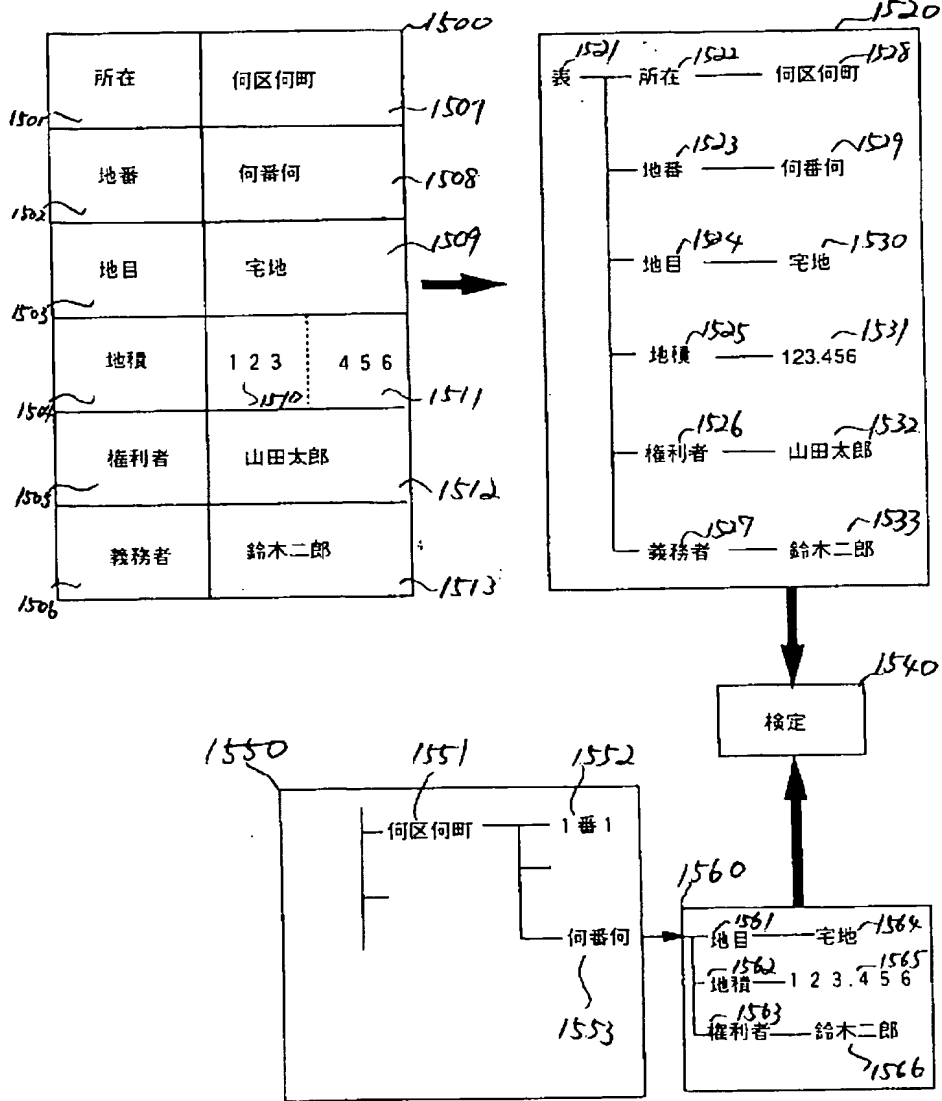 1500
所在 何区何町
1501 1507
地番 何番何
1502 1508
地目 宅地
1503 1509
地積 1 2 3 4 5 6
1504 1510 1511
権利者 山田太郎
1505 1512
義務者 鈴木二郎
1506 1513
1520
表 1521 所在 1522 何区何町 1528
地番 1523 何番何 1529
地目 1524 宅地 1530
地積 1525 123.456 1531
権利者 1526 山田太郎 1532
義務者 1527 鈴木二郎 1533
1540
検定
1550 1551 1552
何区何町 1番1
何番何
1553
1560
地目 1561 宅地 1564
地積 1562 1 2 3 . 4 5 6 1565
権利者 1563 鈴木二郎
1566